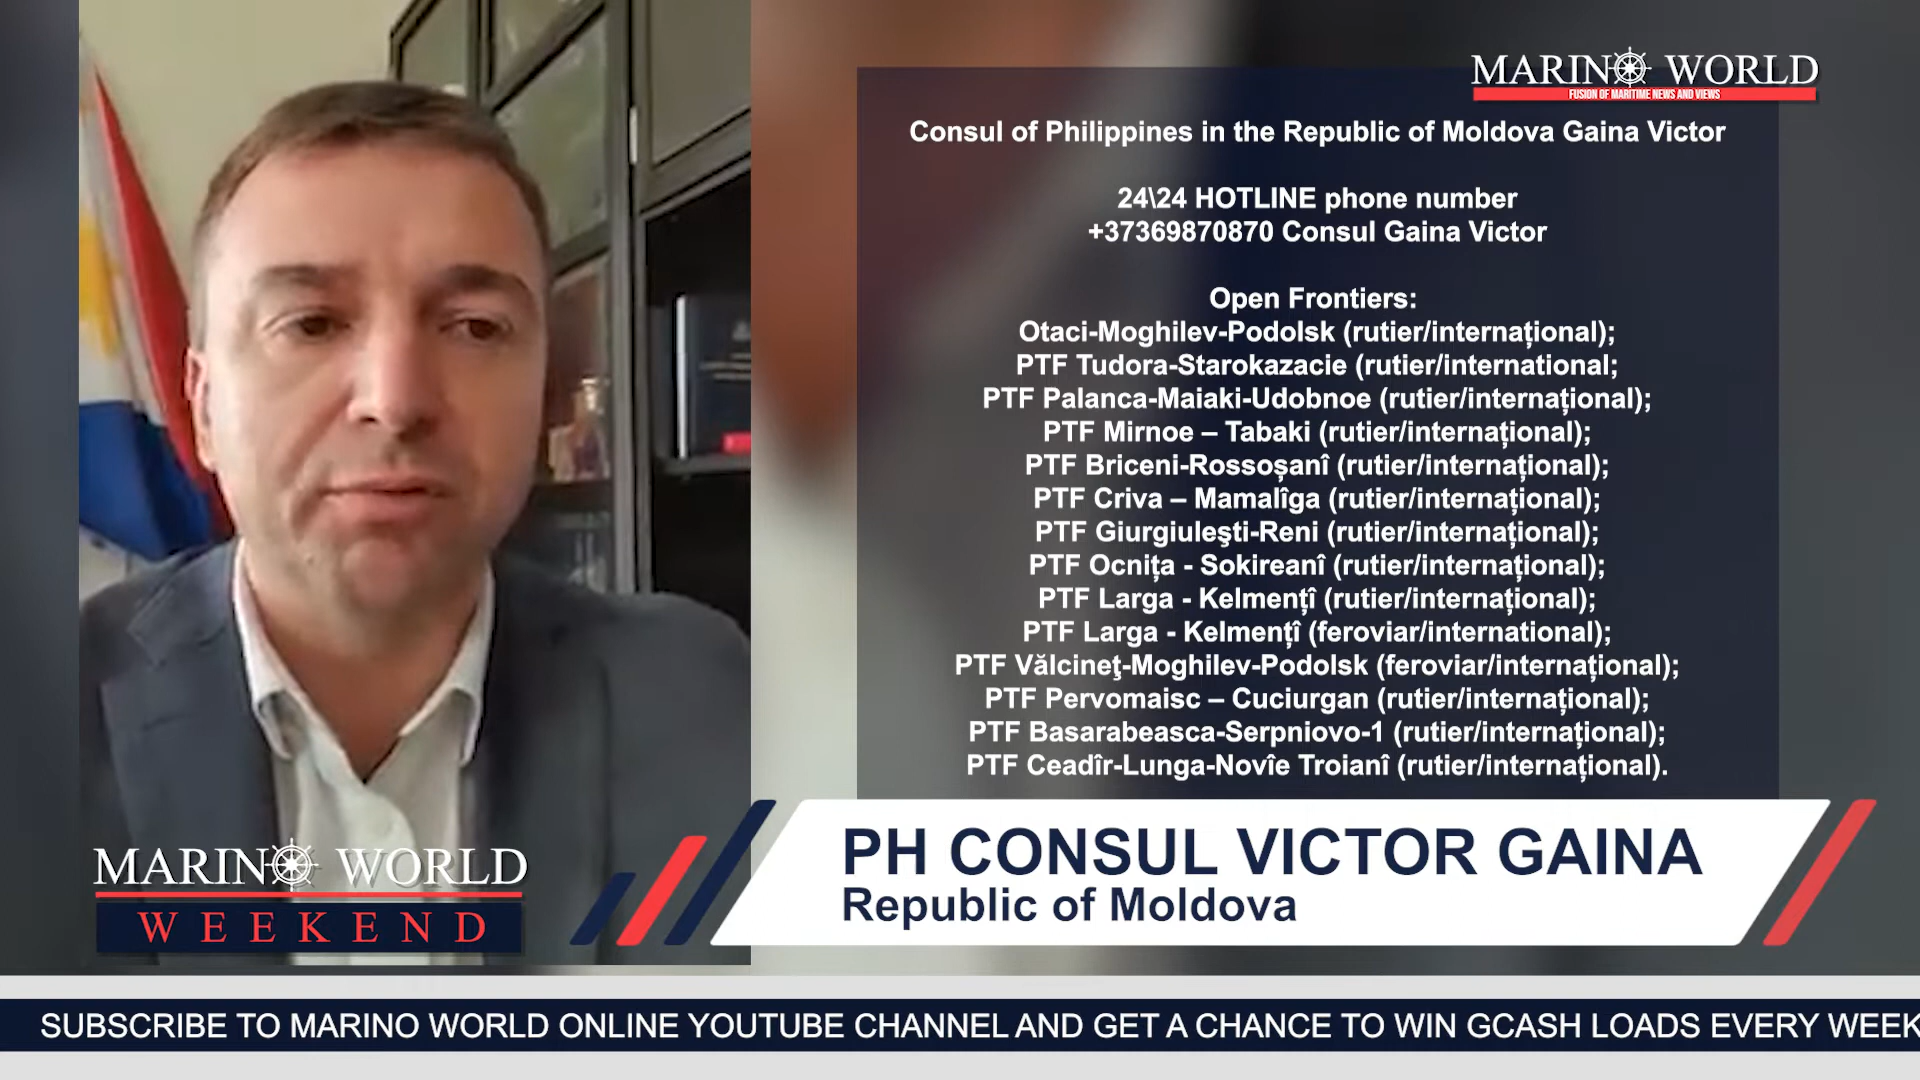 MARINO WORLD
FUSION OF MARITIME NEWS AND VIEWS
Consul of Philippines in the Republic of Moldova Gaina Victor
24\24 HOTLINE phone number
+37369870870 Consul Gaina Victor
Open Frontiers:
Otaci-Moghilev-Podolsk (rutier/internațional);
PTF Tudora-Starokazacie (rutier/international;
PTF Palanca-Maiaki-Udobnoe (rutier/internațional);
PTF Mirnoe – Tabaki (rutier/internațional);
PTF Briceni-Rossoșanî (rutier/internațional);
PTF Criva – Mamalîga (rutier/internațional);
PTF Giurgiuleşti-Reni (rutier/internațional);
PTF Ocnița - Sokireanî (rutier/internațional);
PTF Larga - Kelmențî (rutier/internațional);
PTF Larga - Kelmențî (feroviar/international);
PTF Vălcineţ-Moghilev-Podolsk (feroviar/internațional);
PTF Pervomaisc – Cuciurgan (rutier/internațional);
PTF Basarabeasca-Serpniovo-1 (rutier/internațional);
PTF Ceadîr-Lunga-Novîe Troianî (rutier/internațional).
PH CONSUL VICTOR GAINA
Republic of Moldova
MARINO WORLD
WEEKEND
SUBSCRIBE TO MARINO WORLD ONLINE YOUTUBE CHANNEL AND GET A CHANCE TO WIN GCASH LOADS EVERY WEEK